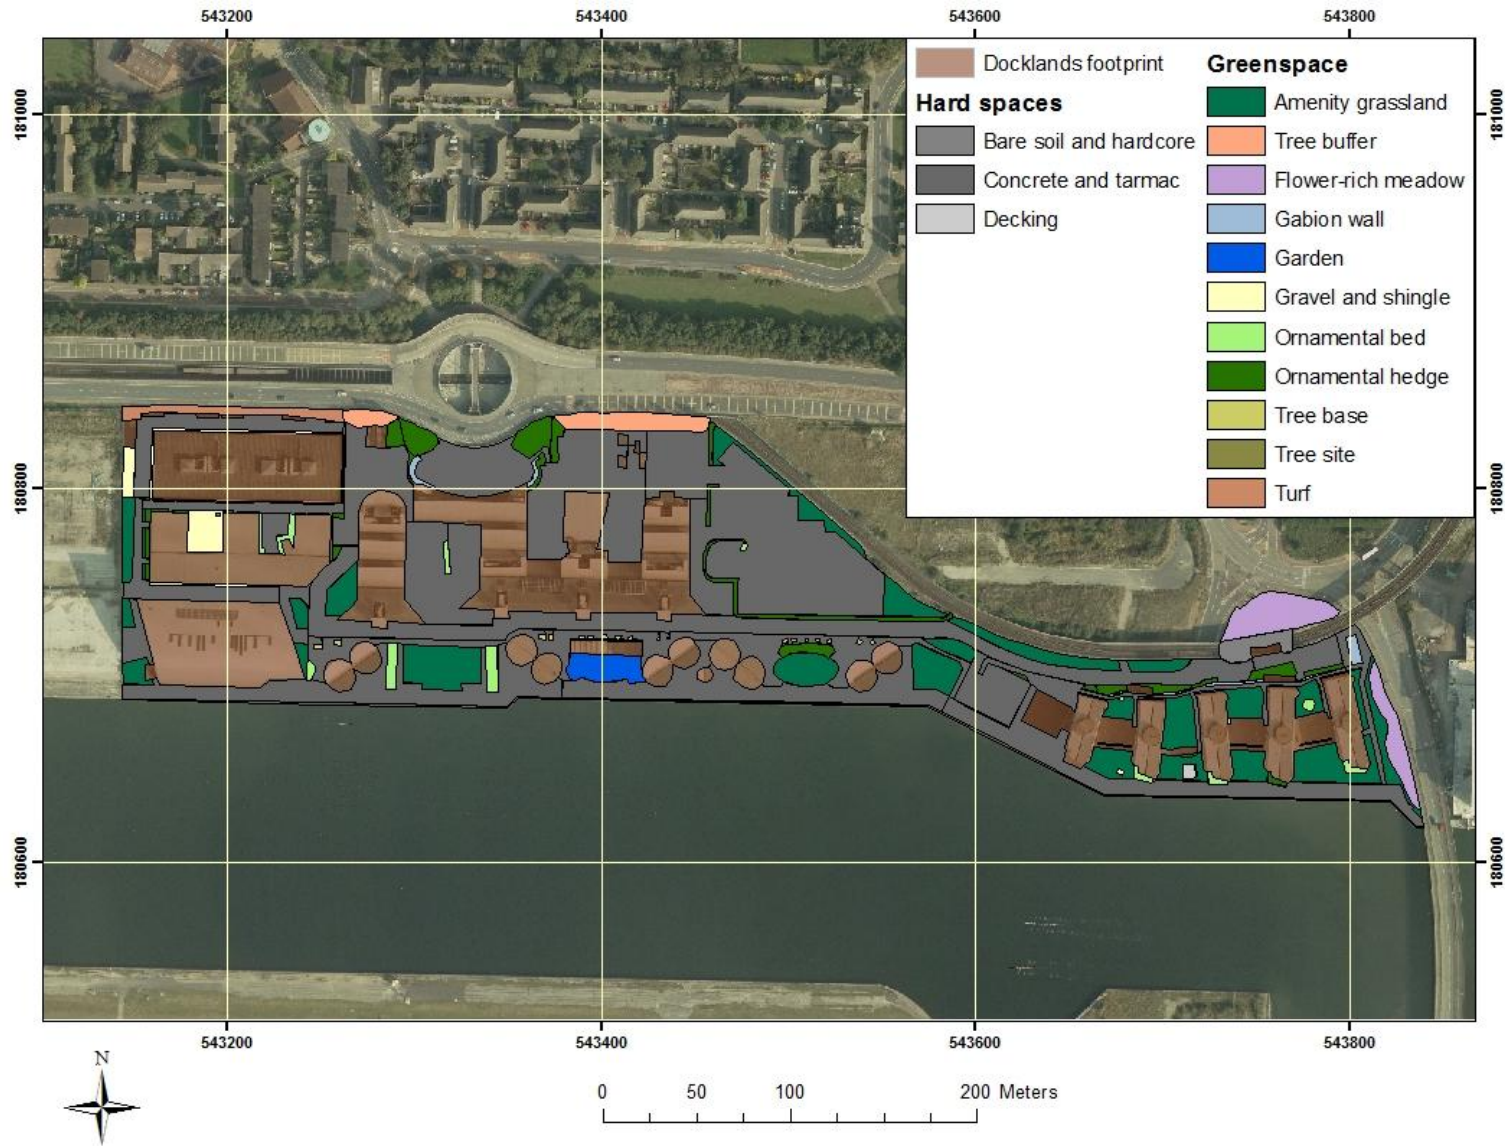 543200 543400 543600 543800
Docklands footprint
Hard spaces
Bare soil and hardcore
Concrete and tarmac
Decking
Greenspace
Amenity grassland
Tree buffer
Flower-rich meadow
Gabion wall
Garden
Gravel and shingle
Ornamental bed
Ornamental hedge
Tree base
Tree site
Turf
181000
180800
180600
181000
180800
180600
543200 543400 543600 543800
N
0 50 100 200 Meters